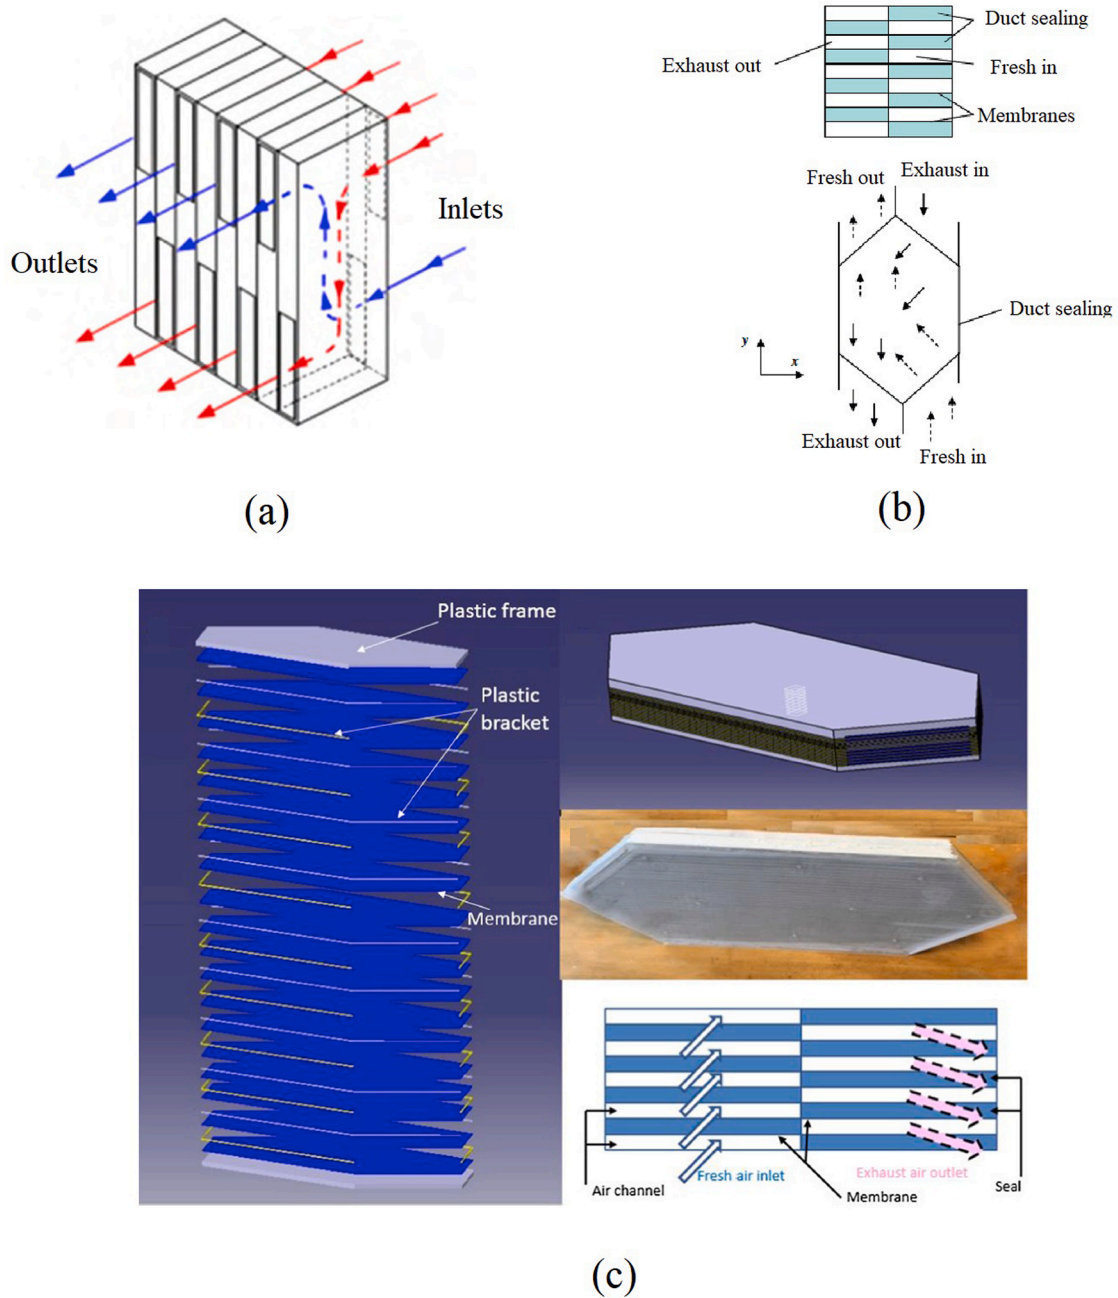 Inlets
Outlets
(a)
Duct sealing
Exhaust out
Fresh in
Membranes
Fresh out
Exhaust in
Duct sealing
y
x
Exhaust out
Fresh in
(b)
Plastic frame
Plastic
bracket
Membrane
Fresh air inlet
Exhaust air outlet
Air channel
Membrane
Seal
(c)